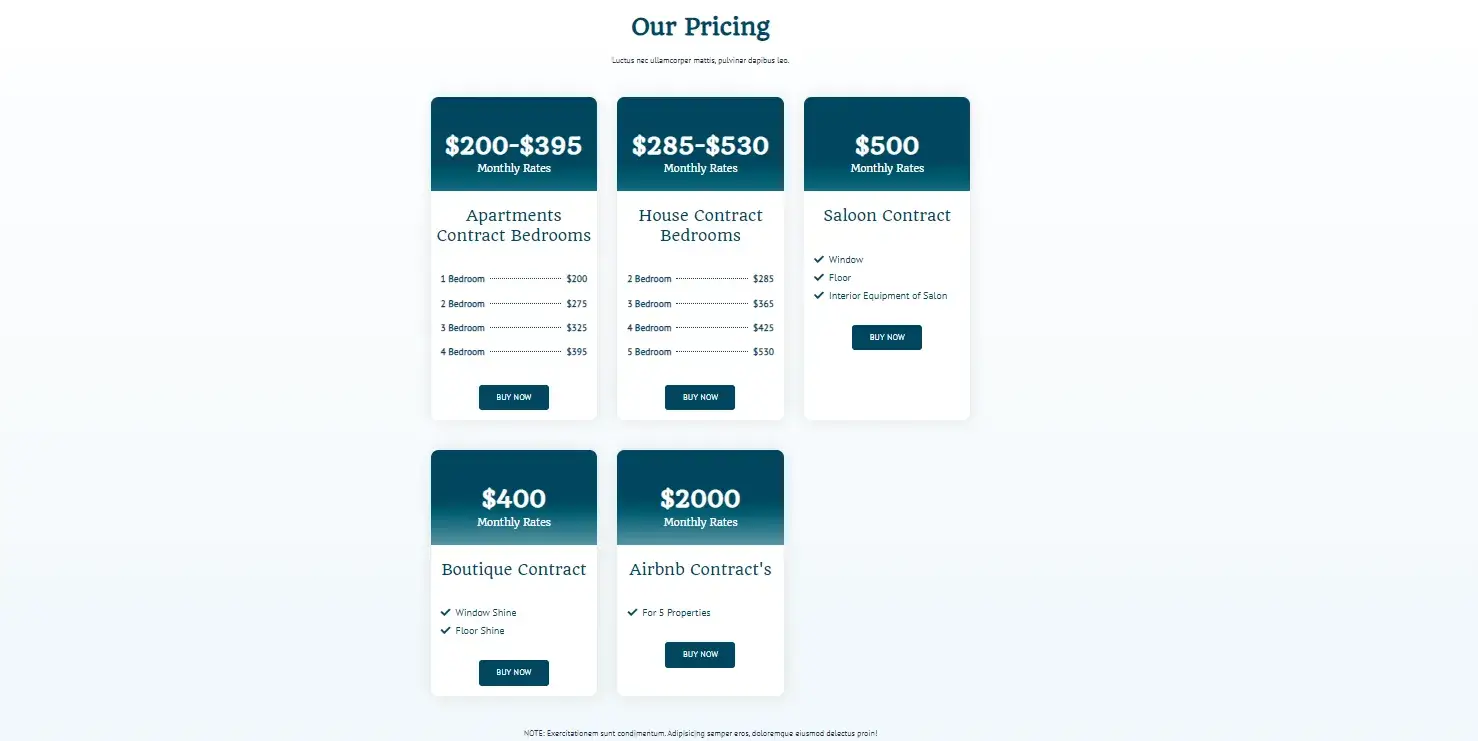 Our Pricing
Luctus nec ullamcorper mattis, pulvinar dapibus leo.
$200-$395
Monthly Rates
Apartments
Contract Bedrooms
1 Bedroom $200
2 Bedroom $275
3 Bedroom $325
4 Bedroom $395
BUY NOW
$285-$530
Monthly Rates
House Contract
Bedrooms
2 Bedroom $285
3 Bedroom $365
4 Bedroom $425
5 Bedroom $530
BUY NOW
$500
Monthly Rates
Saloon Contract
Window
Floor
Interior Equipment of Salon
BUY NOW
$400
Monthly Rates
Boutique Contract
Window Shine
Floor Shine
BUY NOW
$2000
Monthly Rates
Airbnb Contract's
For 5 Properties
BUY NOW
NOTE: Exercitationem sunt condimentum. Adipisicing semper eros, doloremque eiusmod delectus proin!